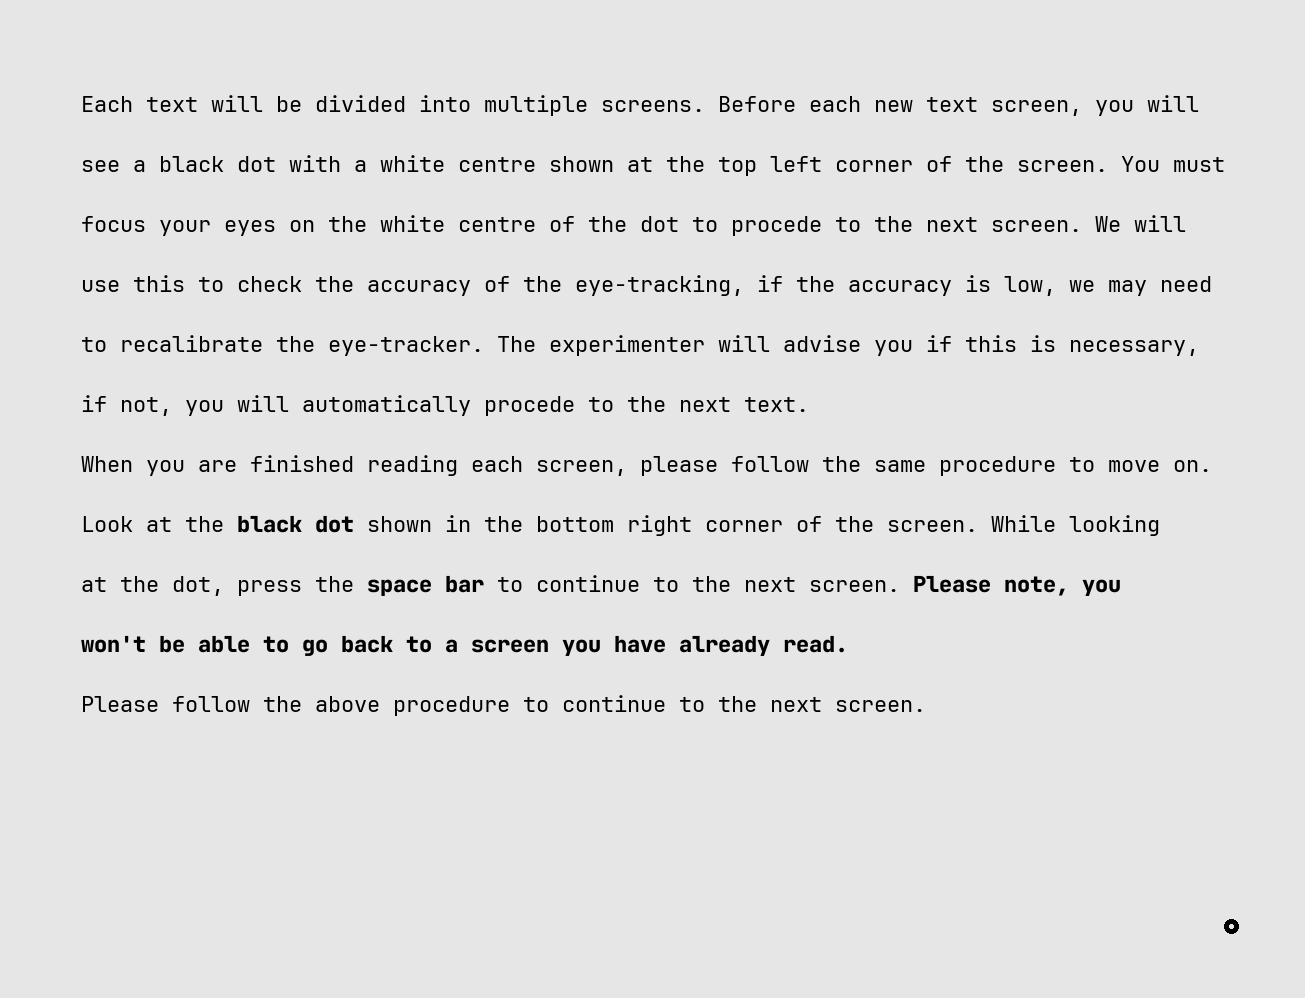 Each text will be divided into multiple screens. Before each new text screen, you will
see a black dot with a white centre shown at the top left corner of the screen. You must
focus your eyes on the white centre of the dot to procede to the next screen. We will
use this to check the accuracy of the eye-tracking, if the accuracy is low, we may need
to recalibrate the eye-tracker. The experimenter will advise you if this is necessary,
if not, you will automatically procede to the next text.
When you are finished reading each screen, please follow the same procedure to move on.
Look at the black dot shown in the bottom right corner of the screen. While looking
at the dot, press the space bar to continue to the next screen. Please note, you
won't be able to go back to a screen you have already read.
Please follow the above procedure to continue to the next screen.